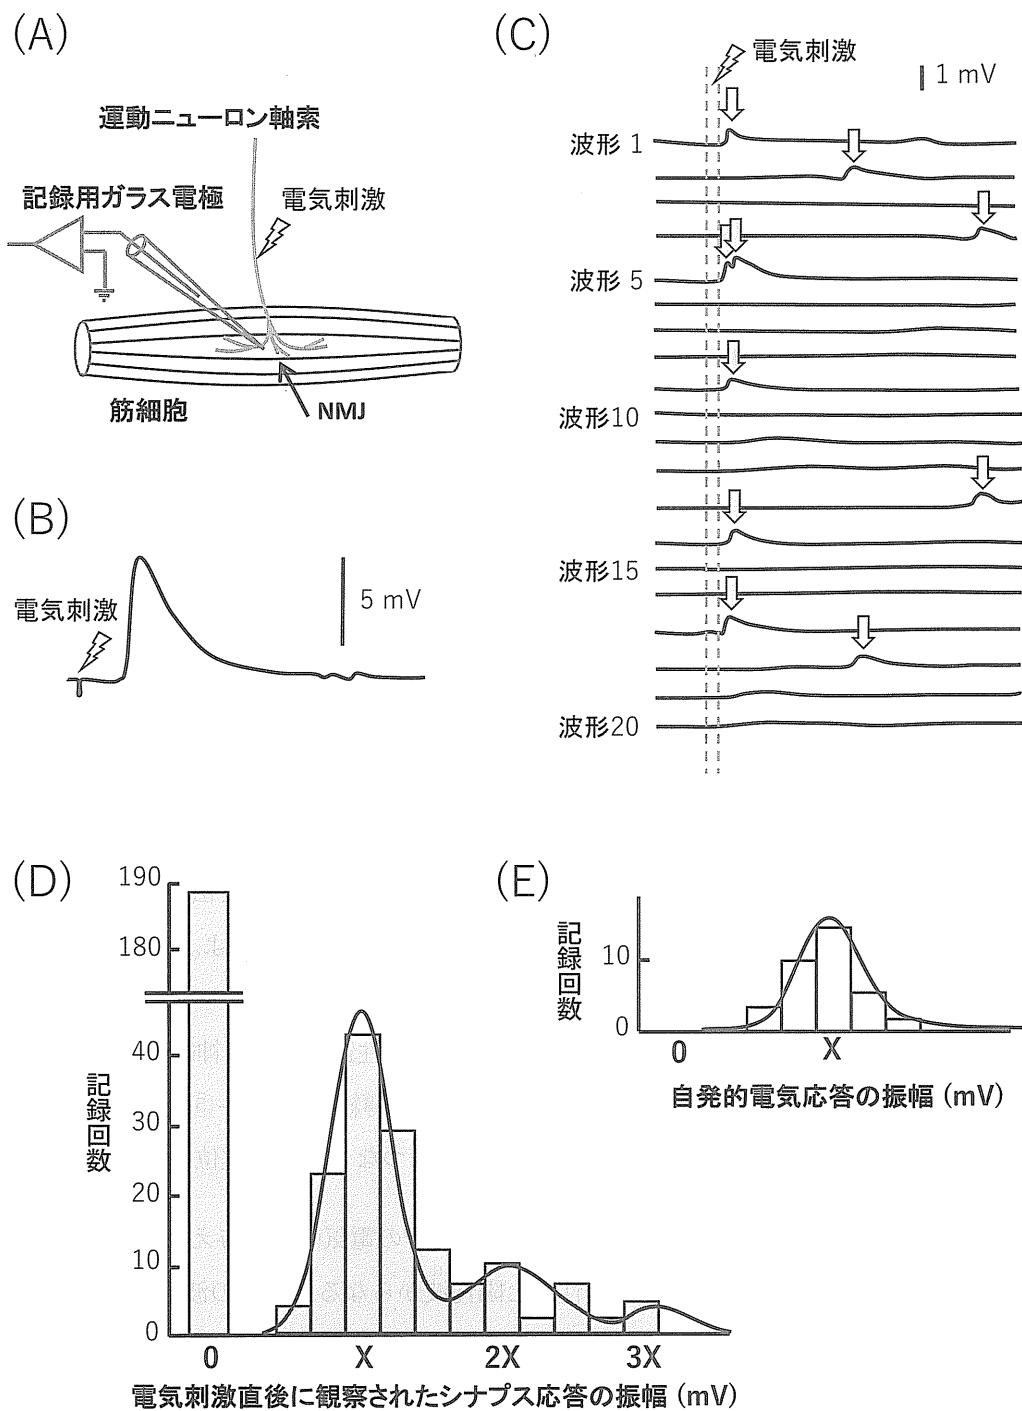 (A)
運動ニューロン軸索
記録用ガラス電極
電気刺激
筋細胞
NMJ
(B)
電気刺激
5 mV
(C)
電気刺激
1 mV
波形 1
波形 5
波形10
波形15
波形20
(D)
190
180
40
30
20
10
0
記録回数
0
X
2X
3X
電気刺激直後に観察されたシナプス応答の振幅 (mV)
(E)
記録回数
10
0
0
X
自発的電気応答の振幅 (mV)